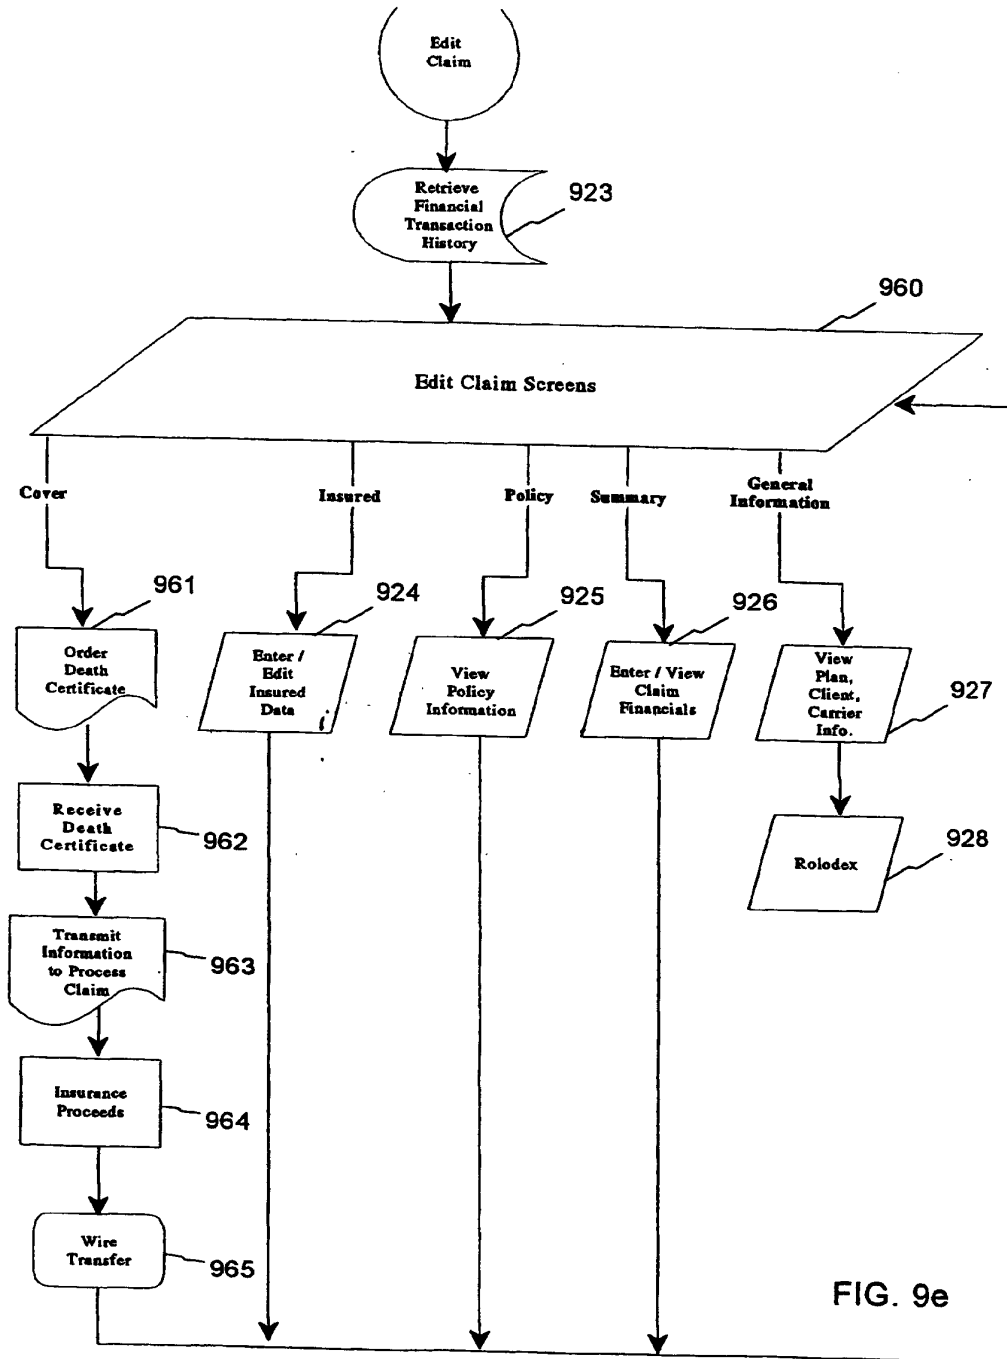 Edit
Claim
Retrieve
Financial
Transaction
History
923
960
Edit Claim Screens
Cover
Insured
Policy
Summary
General
Information
961
924
925
926
927
Order
Death
Certificate
Enter /
Edit
Insured
Data
View
Policy
Information
Enter / View
Claim
Financials
View
Plan,
Client,
Carrier
Info.
Receive
Death
Certificate
962
Rolodex
928
Transmit
Information
to Process
Claim
963
Insurance
Proceeds
964
Wire
Transfer
965
FIG. 9e